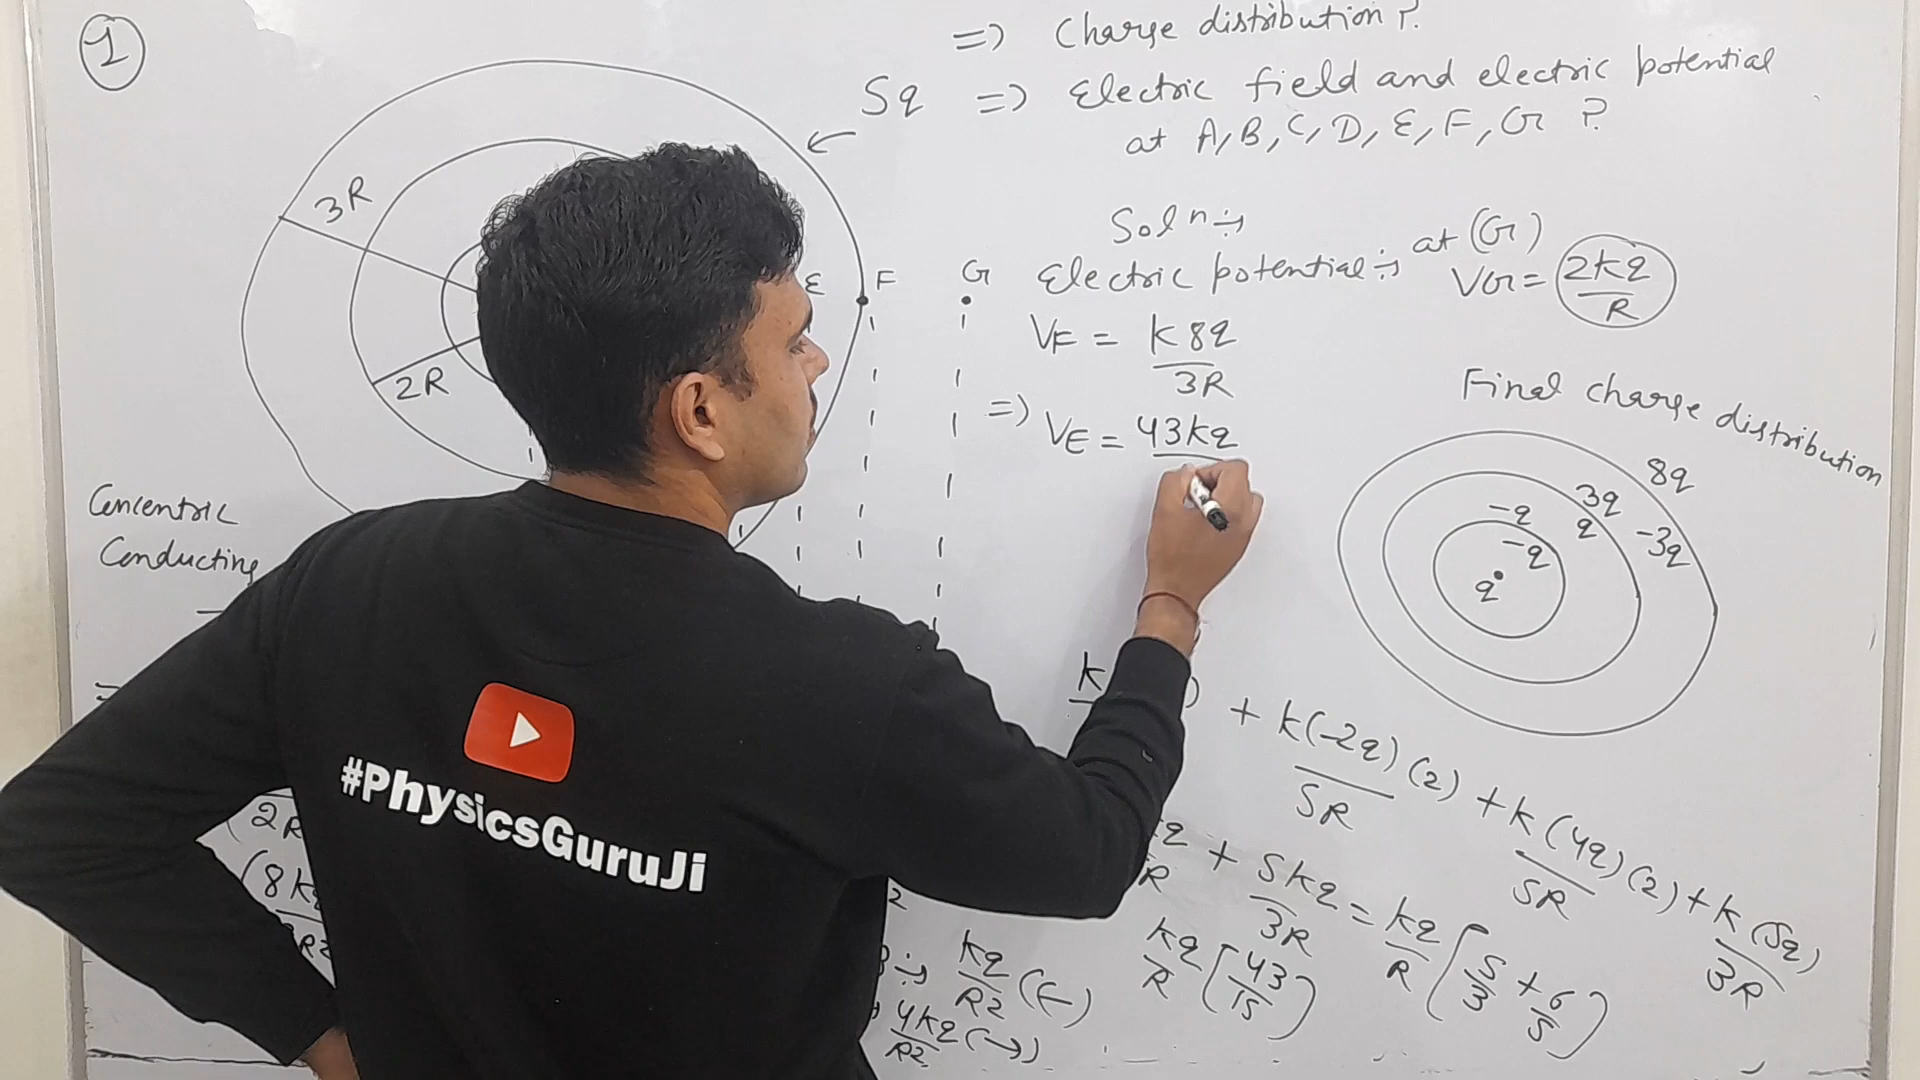 1
=> Charge distribution ?
5q => Electric field and electric potential
at A, B, C, D, E, F, G ?
3R
2R
E
F
G
Soln :-
Electric potential :- at (G)
VG = 2kq/R
VF = k8q/3R
=> VE = 43kq
Final charge distribution
8q
3q
-3q
-q
q
-q
q
Concentric
Conducting
k
+ k(-2q)/5R (2) + k(4q)/5R (2) + k(5q)/3R
+ 5kq/3R = kq/R [5/3 + 6/5]
kq/R [43/15]
kq/R2 (←)
4kq/R2 (→)
2R
(8k
#PhysicsGuruJi